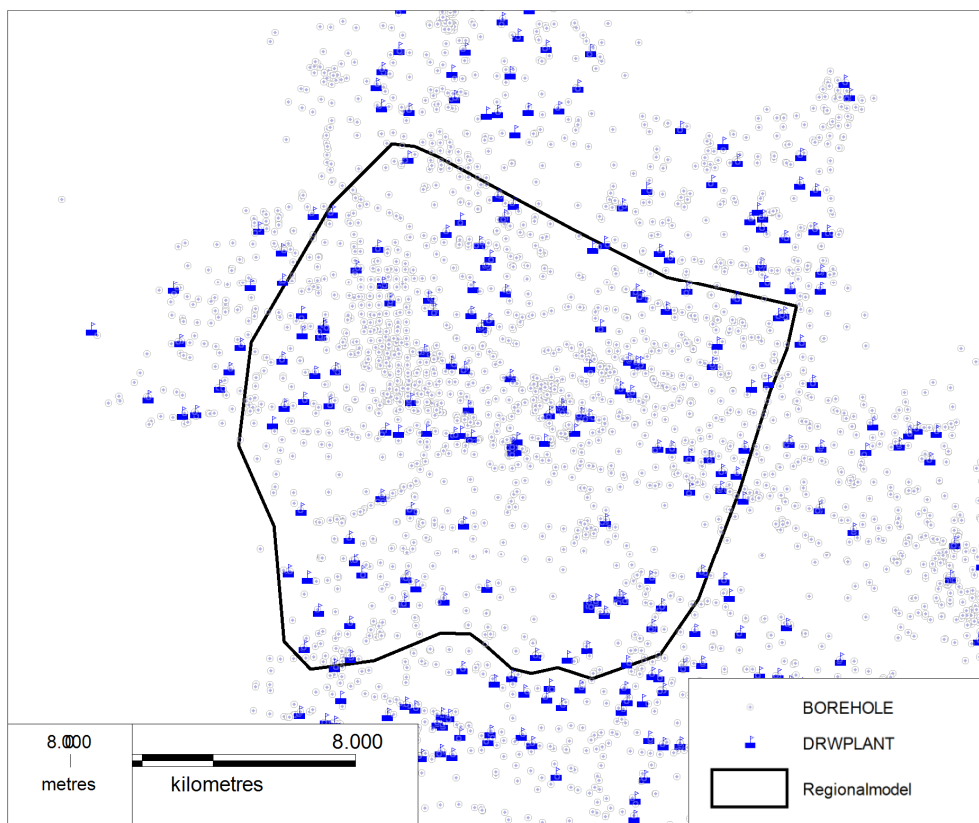 8.000
8.000
metres
kilometres
BOREHOLE
DRWPLANT
Regionalmodel